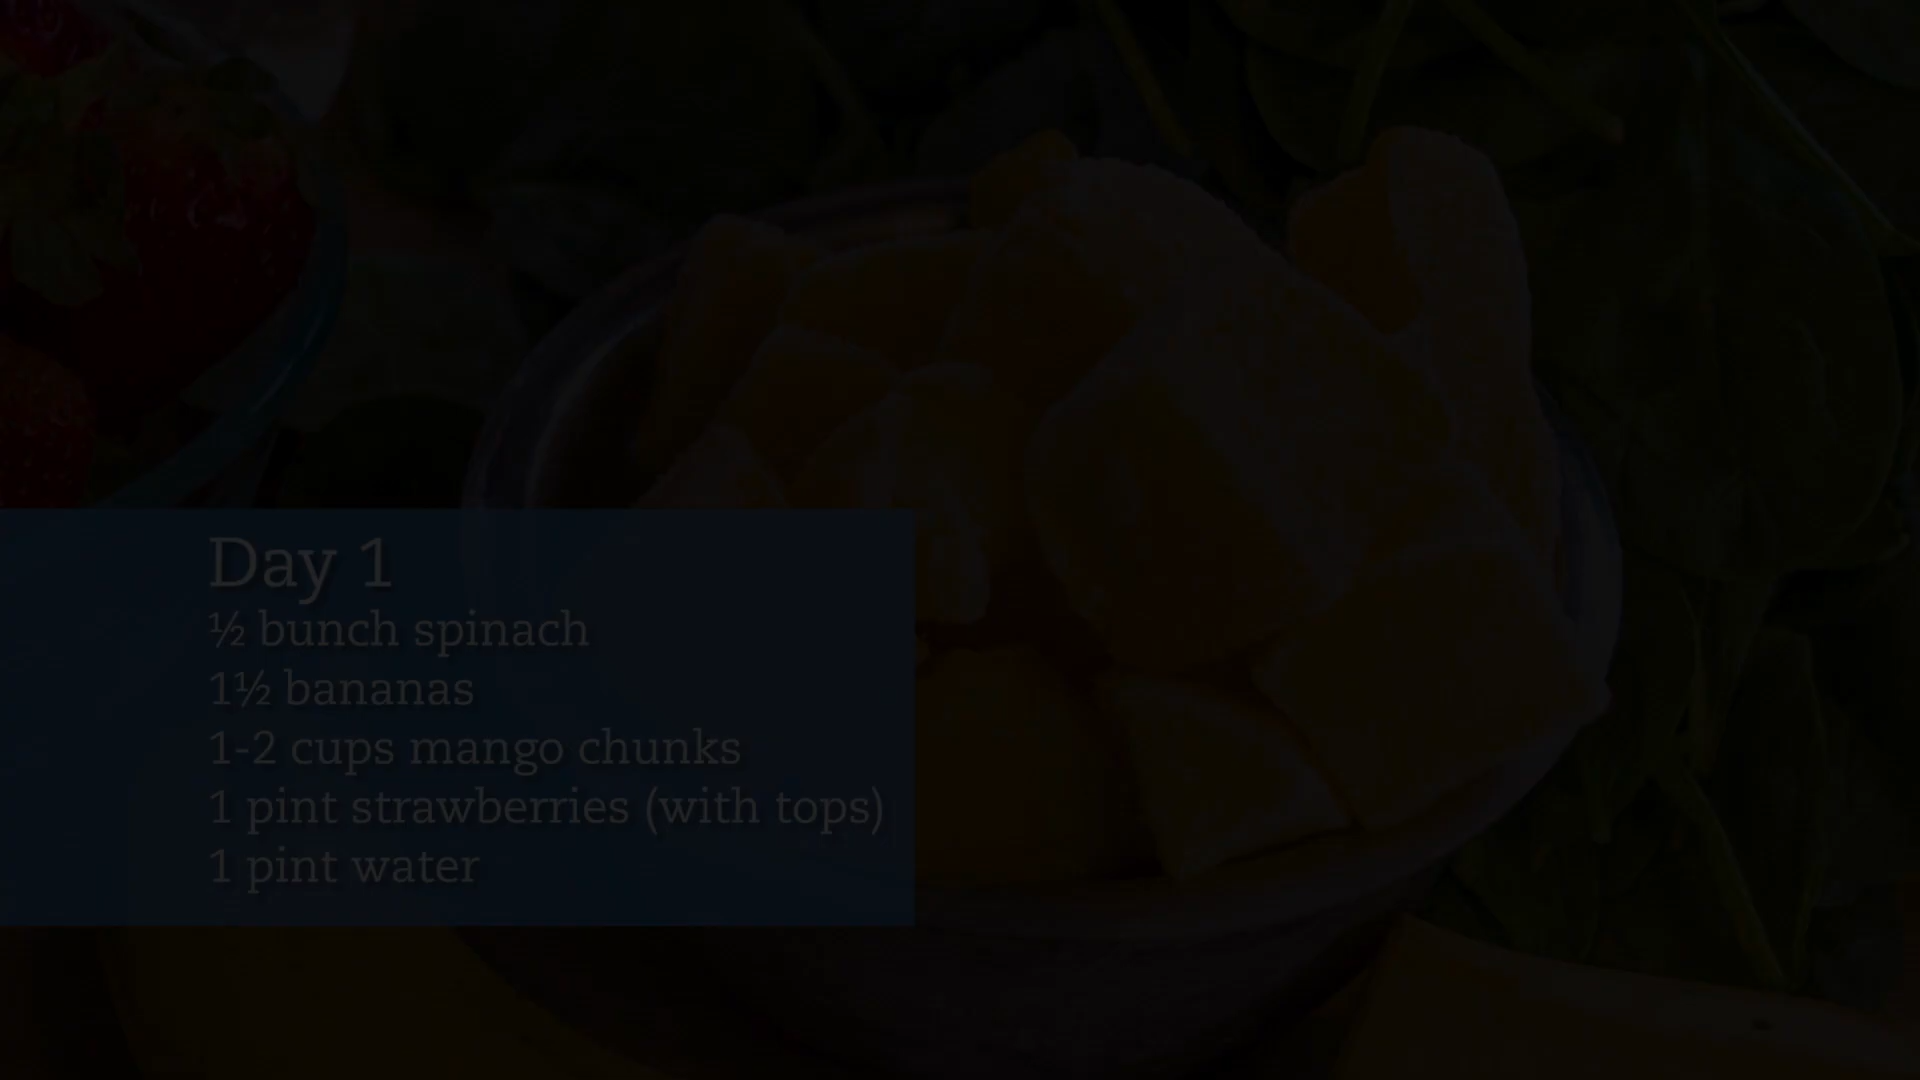 Day 1
½ bunch spinach
1½ bananas
1-2 cups mango chunks
1 pint strawberries (with tops)
1 pint water